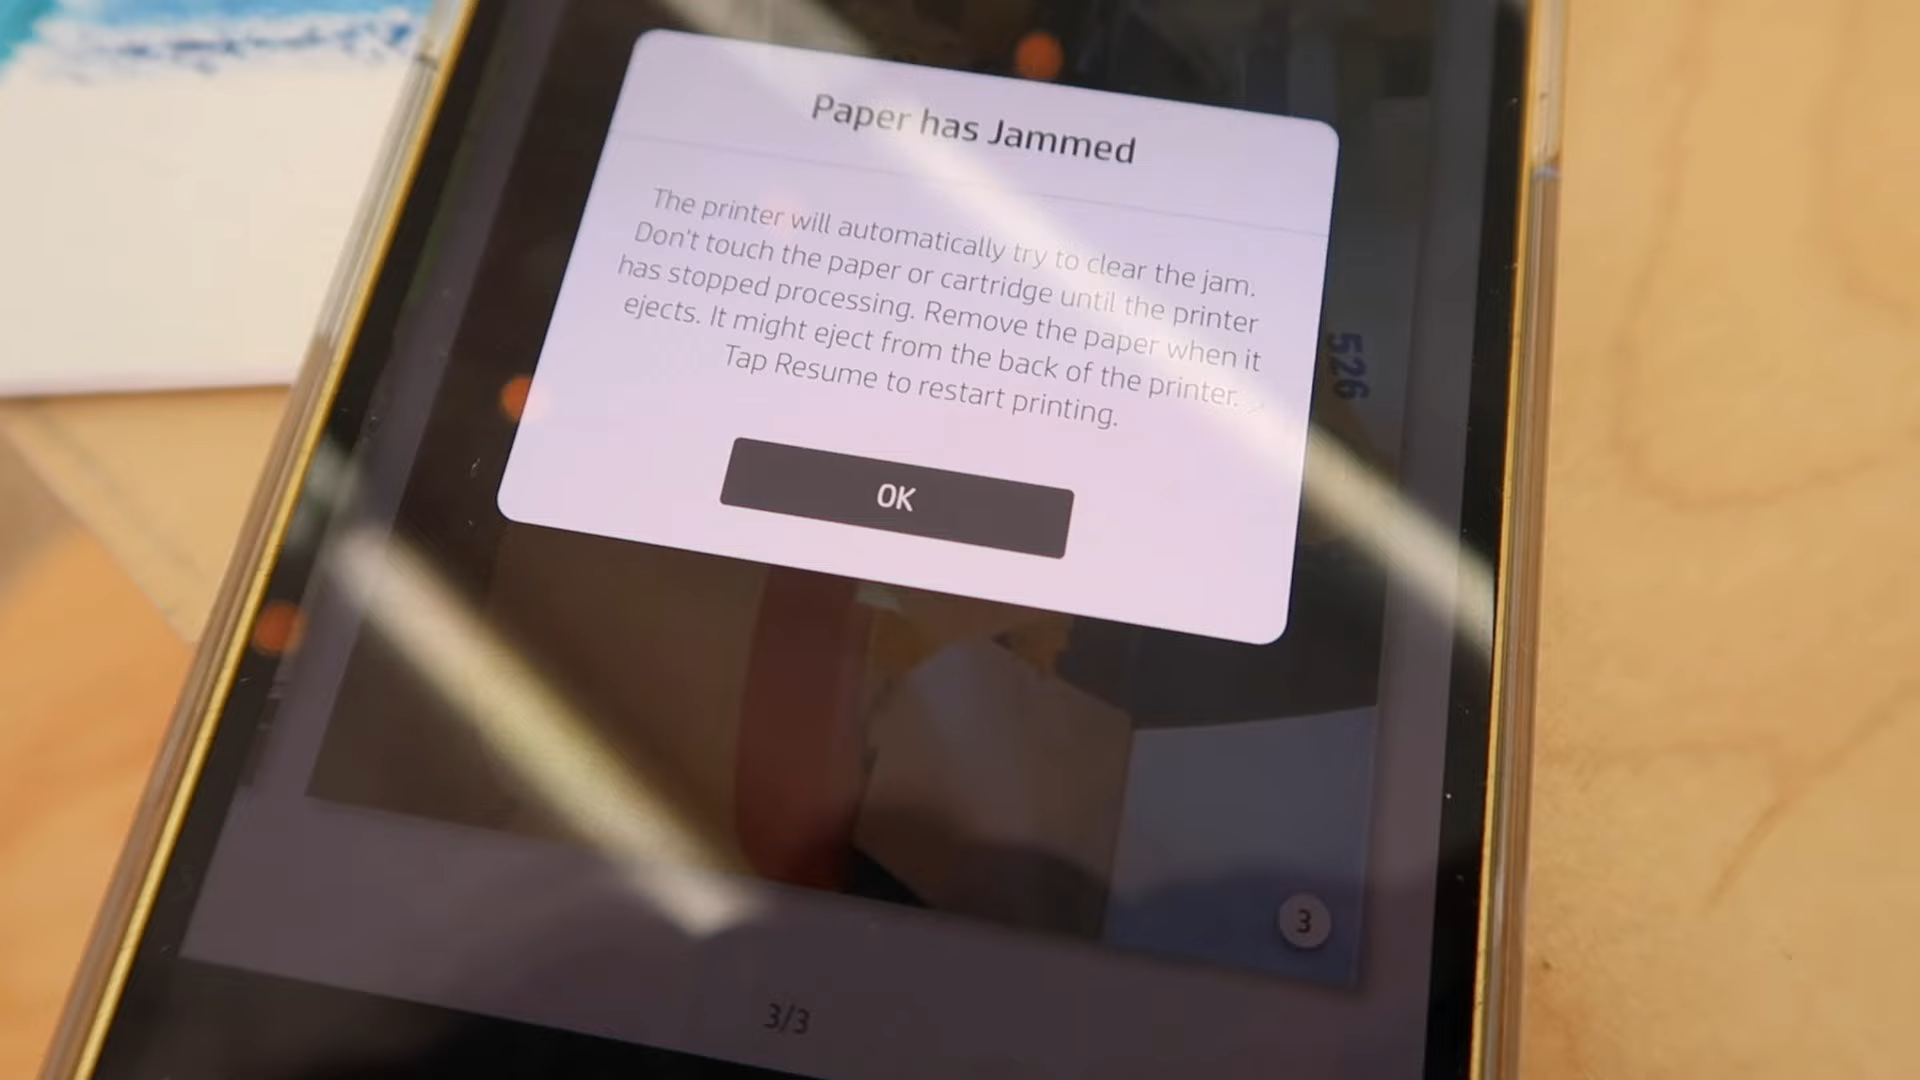 Paper has Jammed
The printer will automatically try to clear the jam.
Don't touch the paper or cartridge until the printer
has stopped processing. Remove the paper when it
ejects. It might eject from the back of the printer.
Tap Resume to restart printing.
OK
526
3
3/3